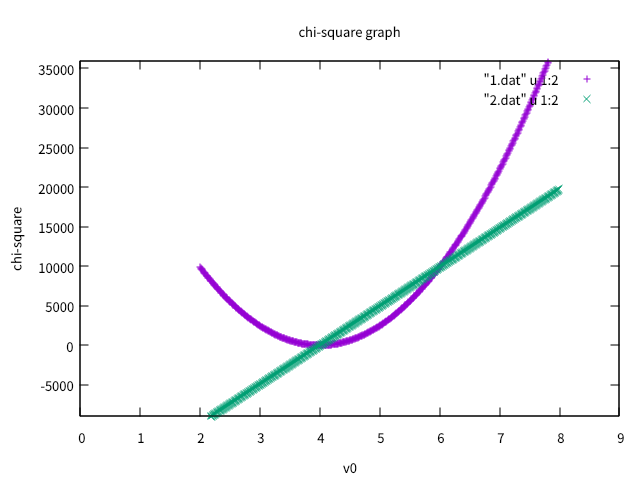 chi-square graph
35000
30000
25000
20000
15000
10000
5000
0
-5000
chi-square
"1.dat" u 1:2
"2.dat" u 1:2
0 1 2 3 4 5 6 7 8 9
v0